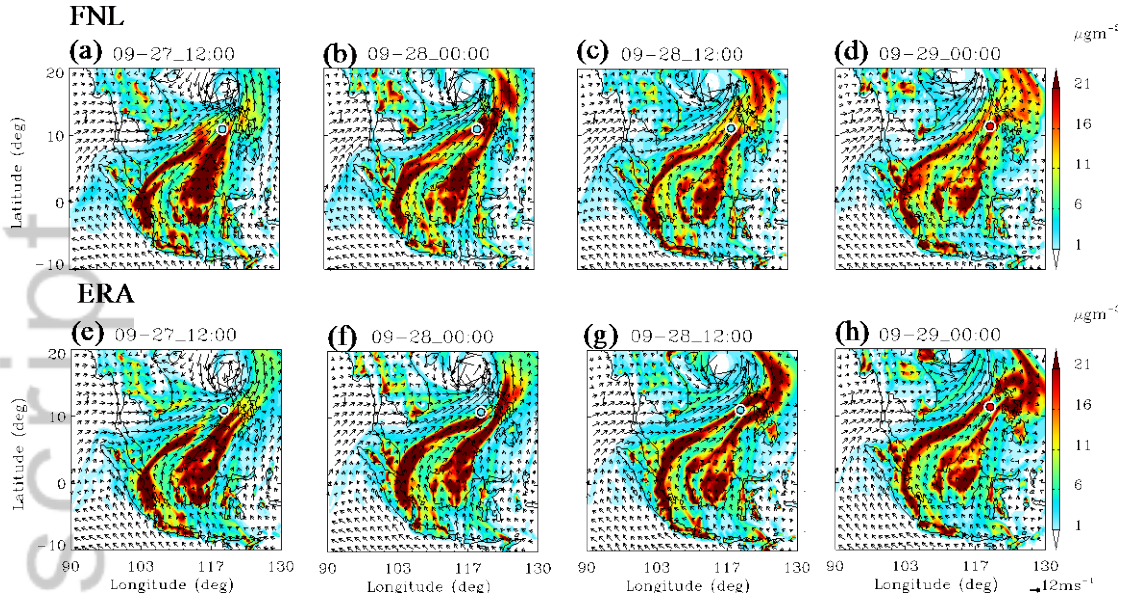 FNL
(a) 09-27_12:00 (b) 09-28_00:00 (c) 09-28_12:00 (d) 09-29_00:00
μgm⁻
20
10
0
-10
Latitude (deg)
21
16
11
6
1
ERA
(e) 09-27_12:00 (f) 09-28_00:00 (g) 09-28_12:00 (h) 09-29_00:00
μgm⁻
20
10
0
-10
Latitude (deg)
21
16
11
6
1
90 103 117 130 90 103 117 130 90 103 117 130 90 103 117 130
Longitude (deg) Longitude (deg) Longitude (deg) Longitude (deg)
→12ms⁻¹
script